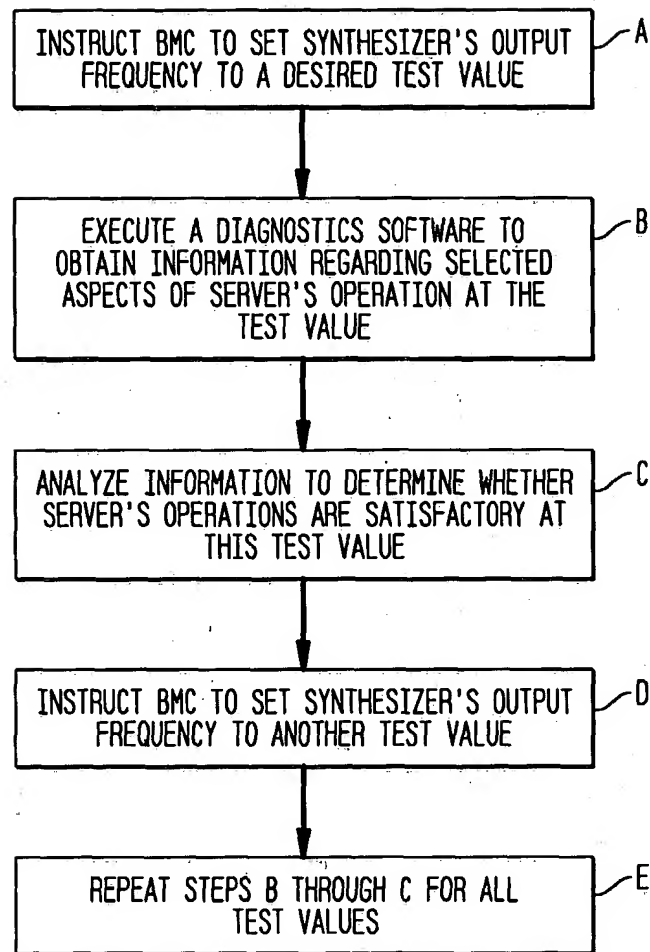 INSTRUCT BMC TO SET SYNTHESIZER'S OUTPUT
FREQUENCY TO A DESIRED TEST VALUE
A
EXECUTE A DIAGNOSTICS SOFTWARE TO
OBTAIN INFORMATION REGARDING SELECTED
ASPECTS OF SERVER'S OPERATION AT THE
TEST VALUE
B
ANALYZE INFORMATION TO DETERMINE WHETHER
SERVER'S OPERATIONS ARE SATISFACTORY AT
THIS TEST VALUE
C
INSTRUCT BMC TO SET SYNTHESIZER'S OUTPUT
FREQUENCY TO ANOTHER TEST VALUE
D
REPEAT STEPS B THROUGH C FOR ALL
TEST VALUES
E